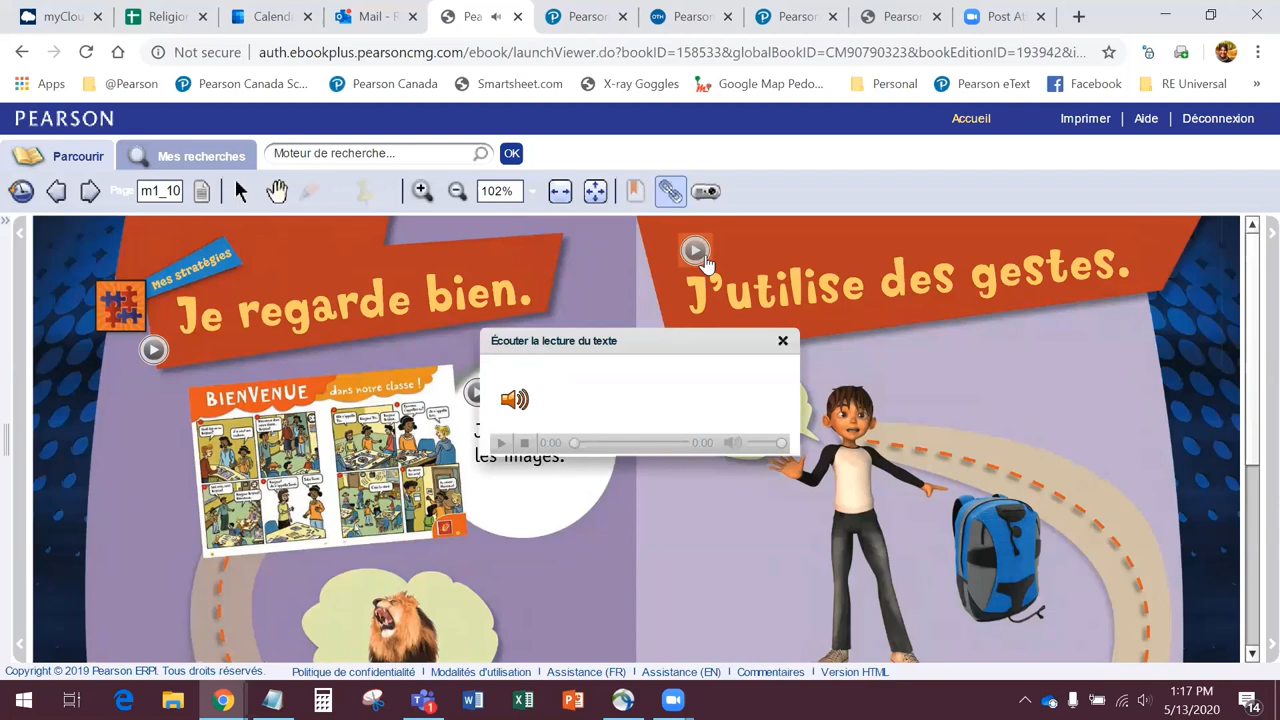 myClou
Religior
Calenda
Mail - R
Pea
Pearson
Pearson
Pearson
Pearson
Post Att
Not secure
auth.ebookplus.pearsoncmg.com/ebook/launchViewer.do?bookID=158533&globalBookID=CM90790323&bookEditionID=193942&i...
Apps
@Pearson
Pearson Canada Sc...
Pearson Canada
Smartsheet.com
X-ray Goggles
Google Map Pedo...
Personal
Pearson eText
Facebook
RE Universal
»
PEARSON
Accueil
Imprimer
Aide
Déconnexion
Parcourir
Mes recherches
Moteur de recherche...
OK
Page
m1_10
102%
Mes stratégies
Je regarde bien.
J'utilise des gestes.
Écouter la lecture du texte
0:00
0:00
BIENVENUE
dans notre classe !
les images.
Copyright © 2019 Pearson ERPI. Tous droits réservés.
Politique de confidentialité
Modalités d'utilisation
Assistance (FR)
Assistance (EN)
Commentaires
Version HTML
1:17 PM
5/13/2020
14
1